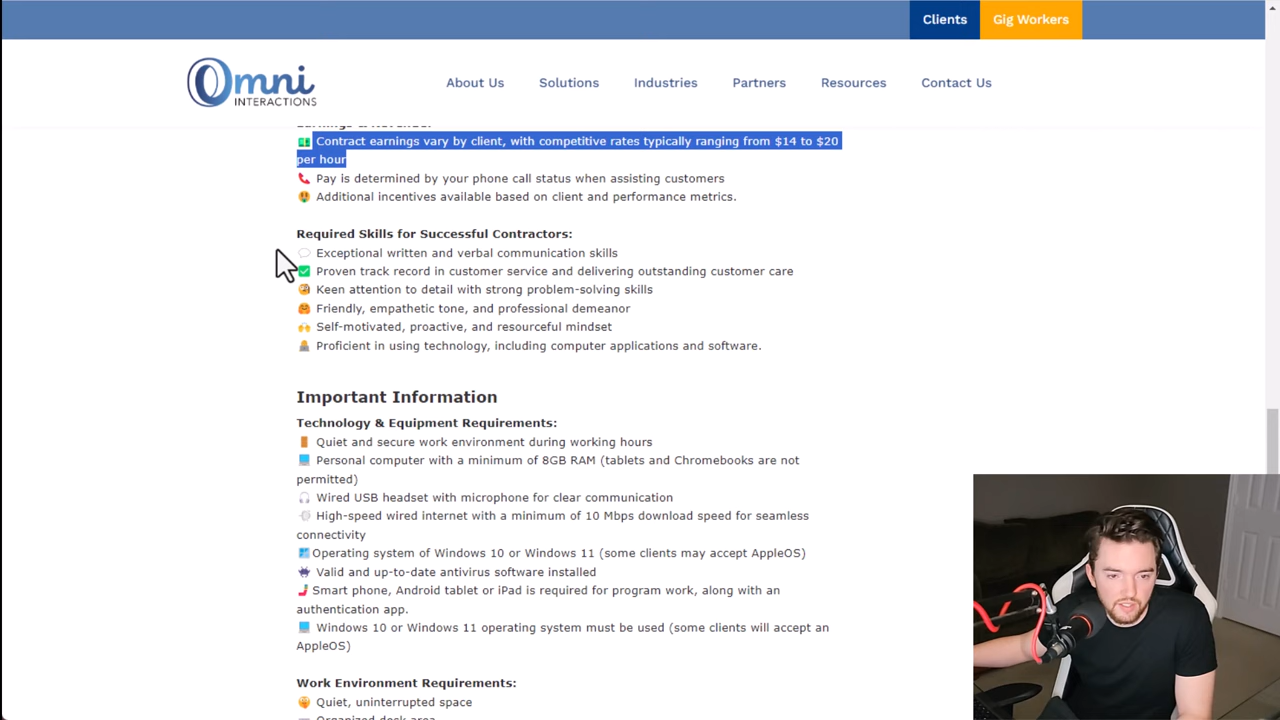 Clients
Gig Workers
Omni
INTERACTIONS
About Us
Solutions
Industries
Partners
Resources
Contact Us
Contract earnings vary by client, with competitive rates typically ranging from $14 to $20
per hour
Pay is determined by your phone call status when assisting customers
Additional incentives available based on client and performance metrics.
Required Skills for Successful Contractors:
Exceptional written and verbal communication skills
Proven track record in customer service and delivering outstanding customer care
Keen attention to detail with strong problem-solving skills
Friendly, empathetic tone, and professional demeanor
Self-motivated, proactive, and resourceful mindset
Proficient in using technology, including computer applications and software.
Important Information
Technology & Equipment Requirements:
Quiet and secure work environment during working hours
Personal computer with a minimum of 8GB RAM (tablets and Chromebooks are not
permitted)
Wired USB headset with microphone for clear communication
High-speed wired internet with a minimum of 10 Mbps download speed for seamless
connectivity
Operating system of Windows 10 or Windows 11 (some clients may accept AppleOS)
Valid and up-to-date antivirus software installed
Smart phone, Android tablet or iPad is required for program work, along with an
authentication app.
Windows 10 or Windows 11 operating system must be used (some clients will accept an
AppleOS)
Work Environment Requirements:
Quiet, uninterrupted space